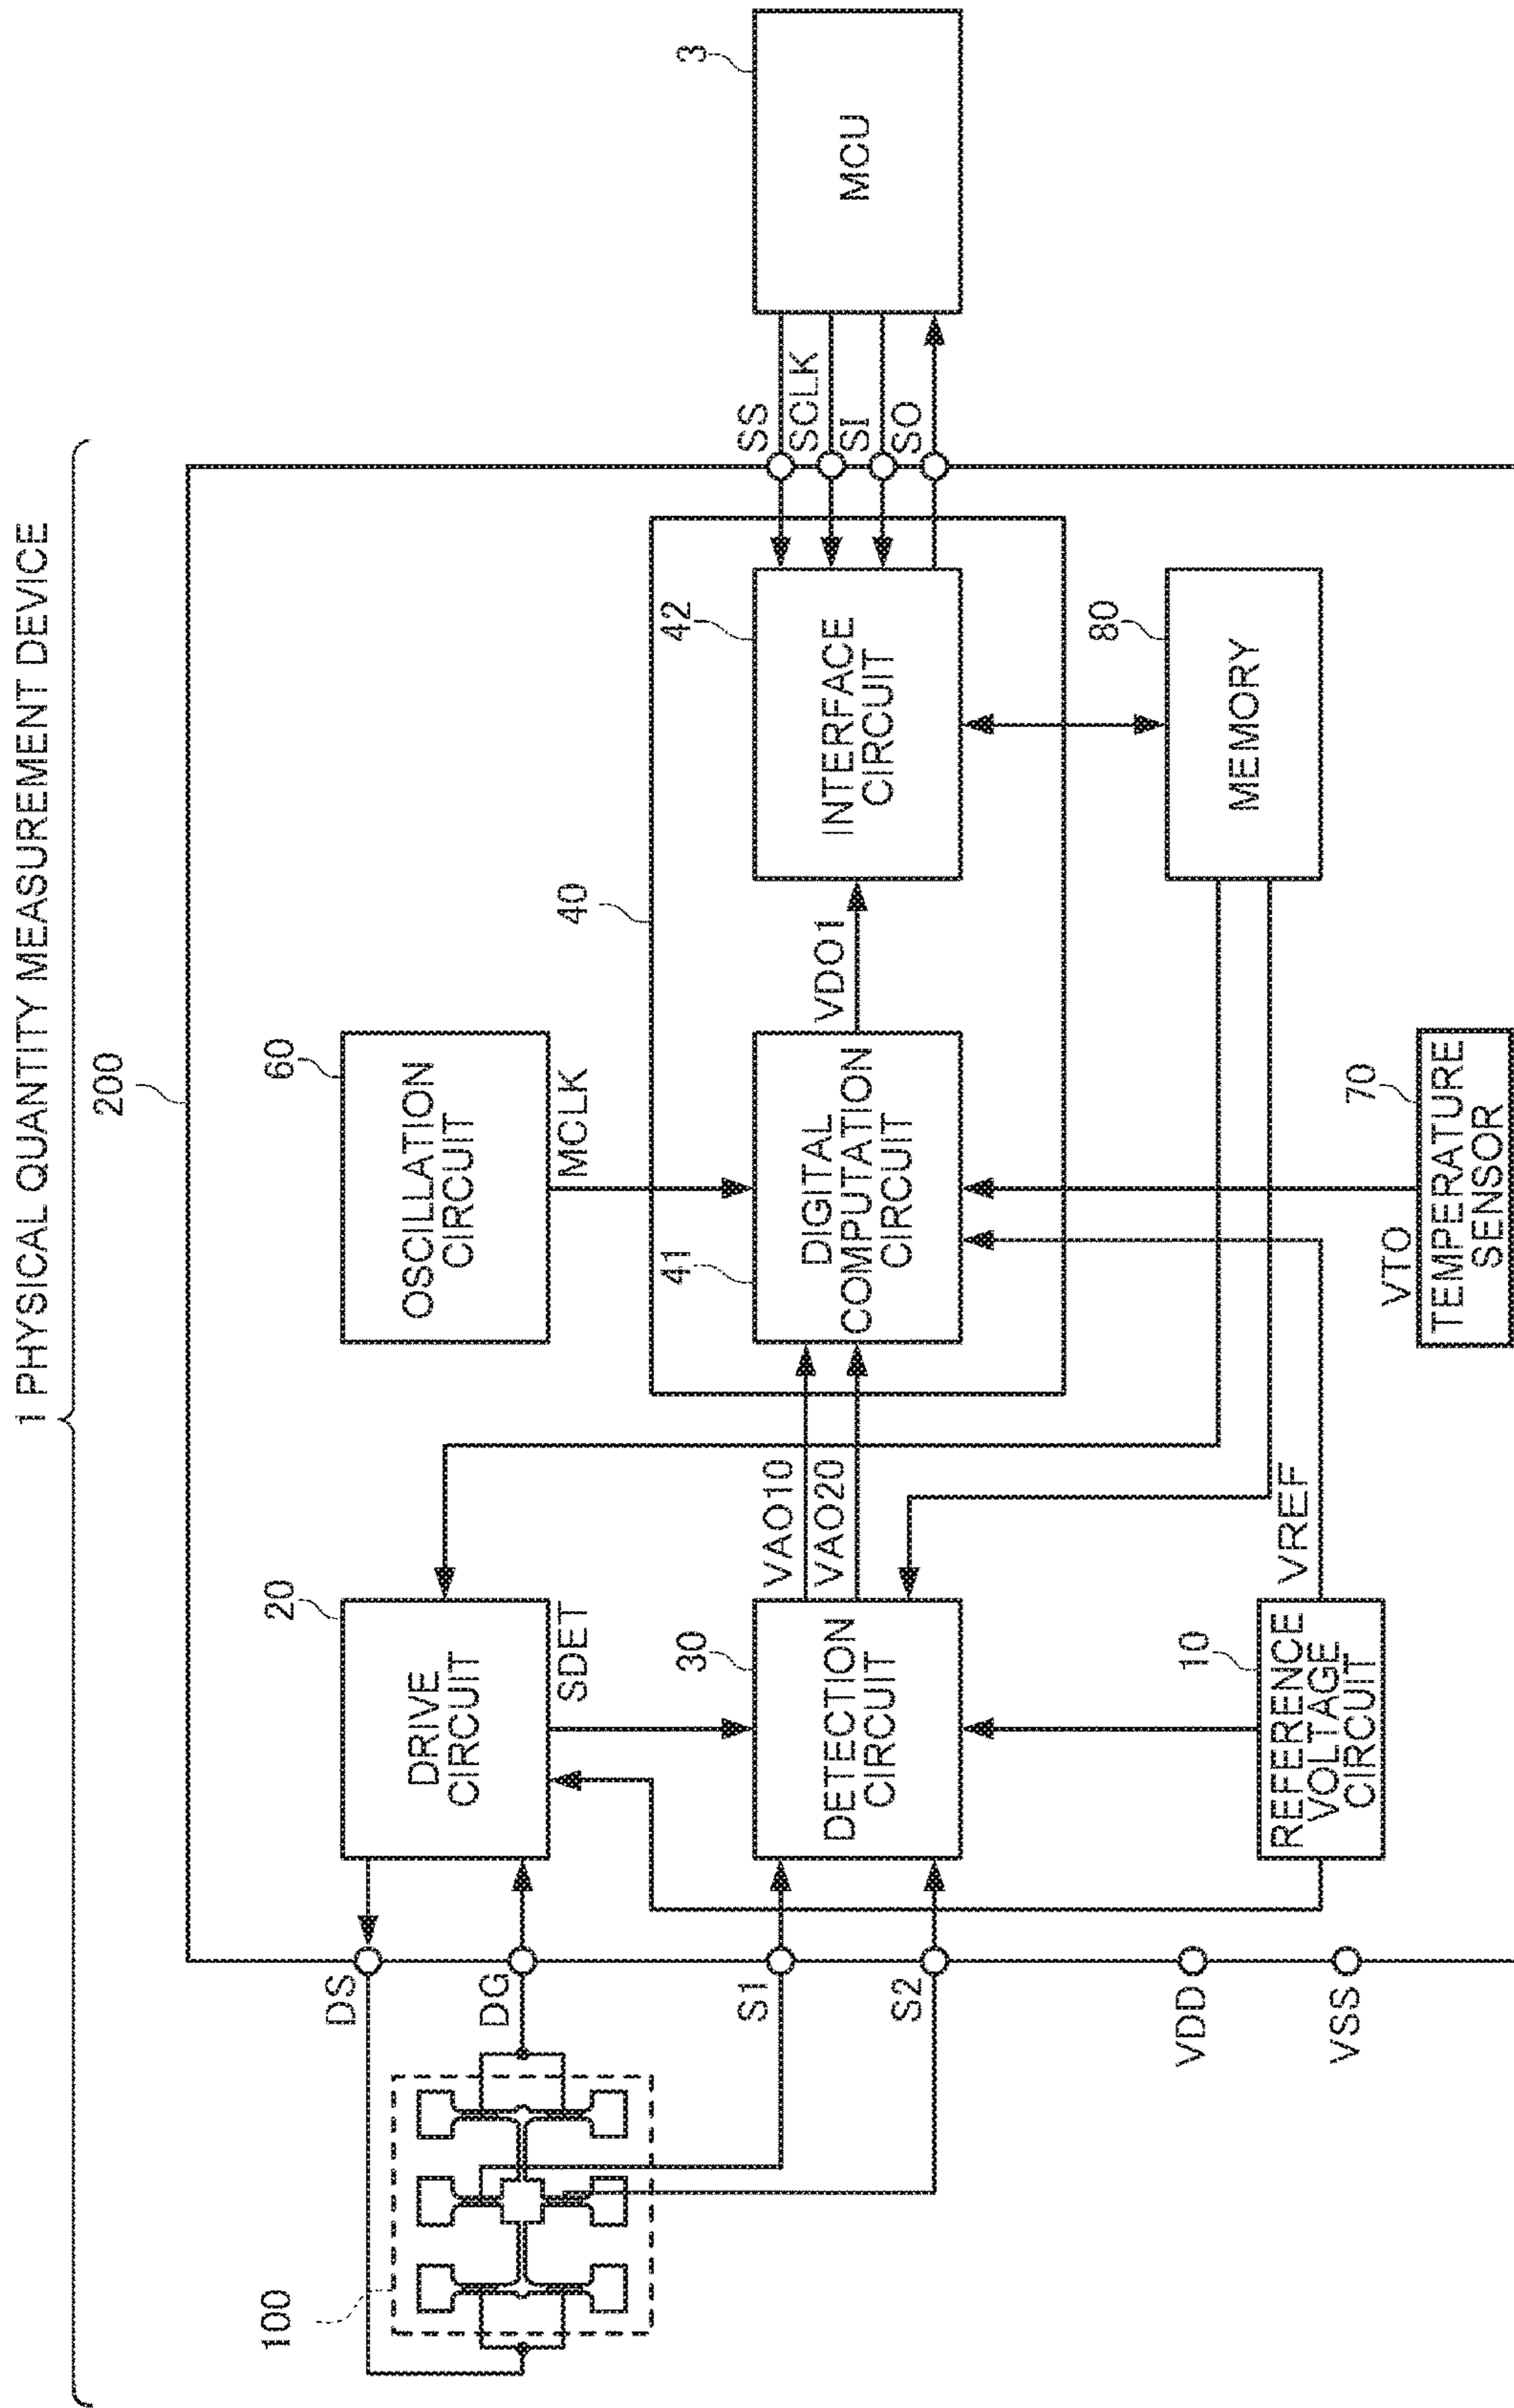 1 PHYSICAL QUANTITY MEASUREMENT DEVICE
200
100
DS
DG
S1
S2
VDD
VSS
20
DRIVE
CIRCUIT
SDET
30
DETECTION
CIRCUIT
10
REFERENCE
VOLTAGE
CIRCUIT
VREF
VAO10
VAO20
60
OSCILLATION
CIRCUIT
MCLK
40
41
DIGITAL
COMPUTATION
CIRCUIT
VDO1
42
INTERFACE
CIRCUIT
80
MEMORY
70
VTO
TEMPERATURE
SENSOR
SS
SCLK
SI
SO
3
MCU